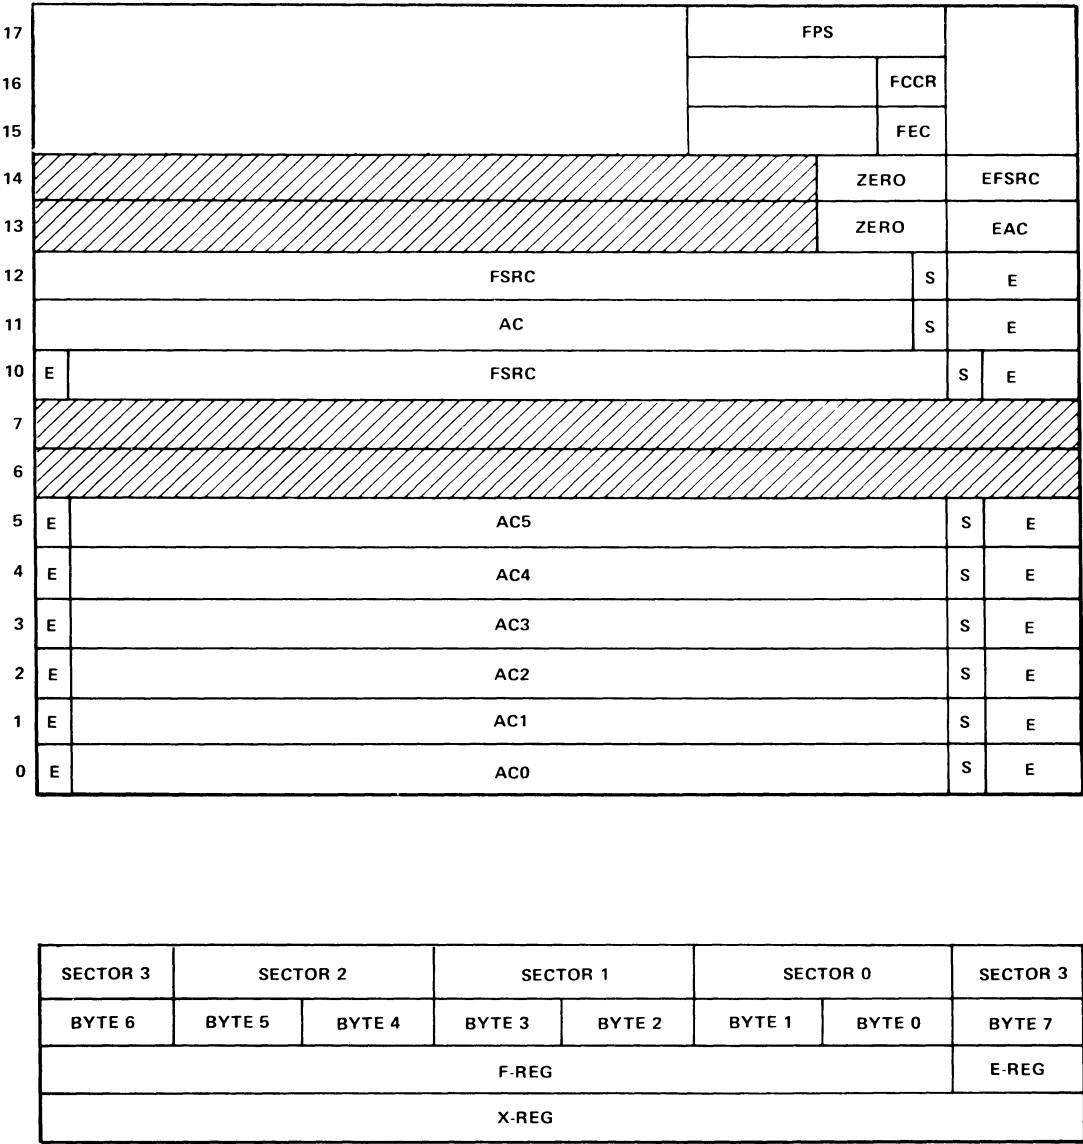 17 FPS
16 FCCR
15 FEC
14 ZERO EFSRC
13 ZERO EAC
12 FSRC S E
11 AC S E
10 E FSRC S E
7
6
5 E AC5 S E
4 E AC4 S E
3 E AC3 S E
2 E AC2 S E
1 E AC1 S E
0 E AC0 S E
SECTOR 3 SECTOR 2 SECTOR 1 SECTOR 0 SECTOR 3
BYTE 6 BYTE 5 BYTE 4 BYTE 3 BYTE 2 BYTE 1 BYTE 0 BYTE 7
F-REG E-REG
X-REG